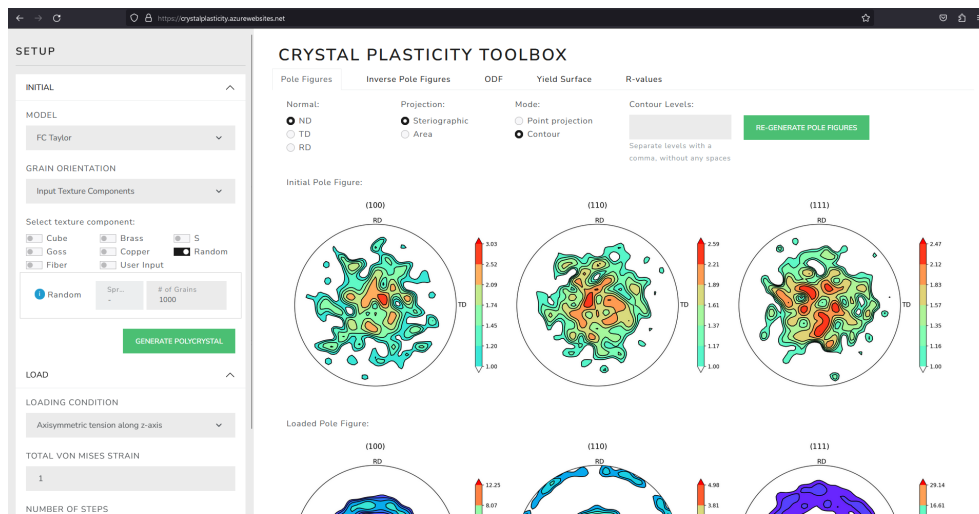 https://crystalplasticity.azurewebsites.net
SETUP
INITIAL
MODEL
FC Taylor
GRAIN ORIENTATION
Input Texture Components
Select texture component:
Cube Brass S
Goss Copper Random
Fiber User Input
Random
Spr...
-
# of Grains
1000
GENERATE POLYCRYSTAL
LOAD
LOADING CONDITION
Axisymmetric tension along z-axis
TOTAL VON MISES STRAIN
1
NUMBER OF STEPS
CRYSTAL PLASTICITY TOOLBOX
Pole Figures Inverse Pole Figures ODF Yield Surface R-values
Normal: Projection: Mode: Contour Levels:
ND Steriographic Point projection
TD Area Contour
RD
Separate levels with a
comma, without any spaces
RE-GENERATE POLE FIGURES
Initial Pole Figure:
(100)
RD
TD
3.03
2.52
2.09
1.74
1.45
1.20
1.00
(110)
RD
TD
2.59
2.21
1.89
1.61
1.37
1.17
1.00
(111)
RD
TD
2.47
2.12
1.83
1.57
1.35
1.16
1.00
Loaded Pole Figure:
(100)
RD
12.25
8.07
(110)
RD
4.98
3.81
(111)
RD
29.14
16.61